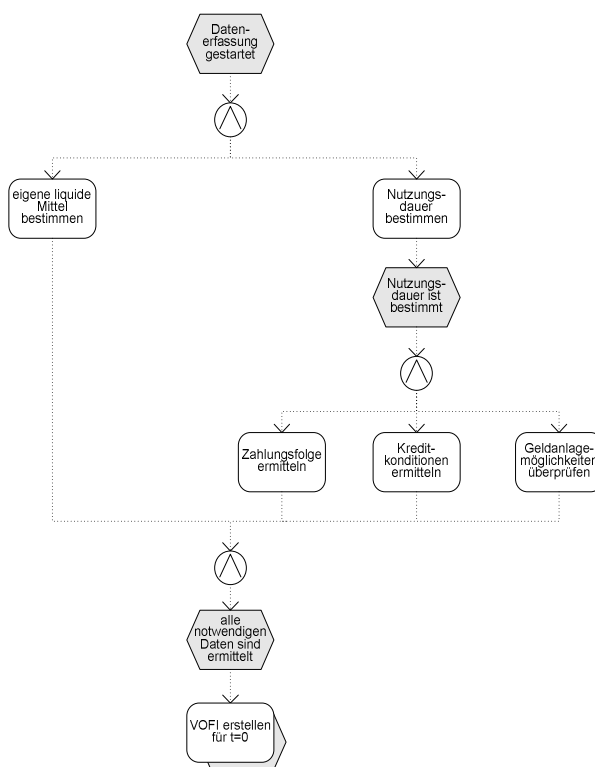 Daten-
erfassung
gestartet
eigene liquide
Mittel
bestimmen
Nutzungs-
dauer
bestimmen
Nutzungs-
dauer ist
bestimmt
Zahlungsfolge
ermitteln
Kredit-
konditionen
ermitteln
Geldanlage-
möglichkeiten
überprüfen
alle
notwendigen
Daten sind
ermittelt
VOFI erstellen
für t=0